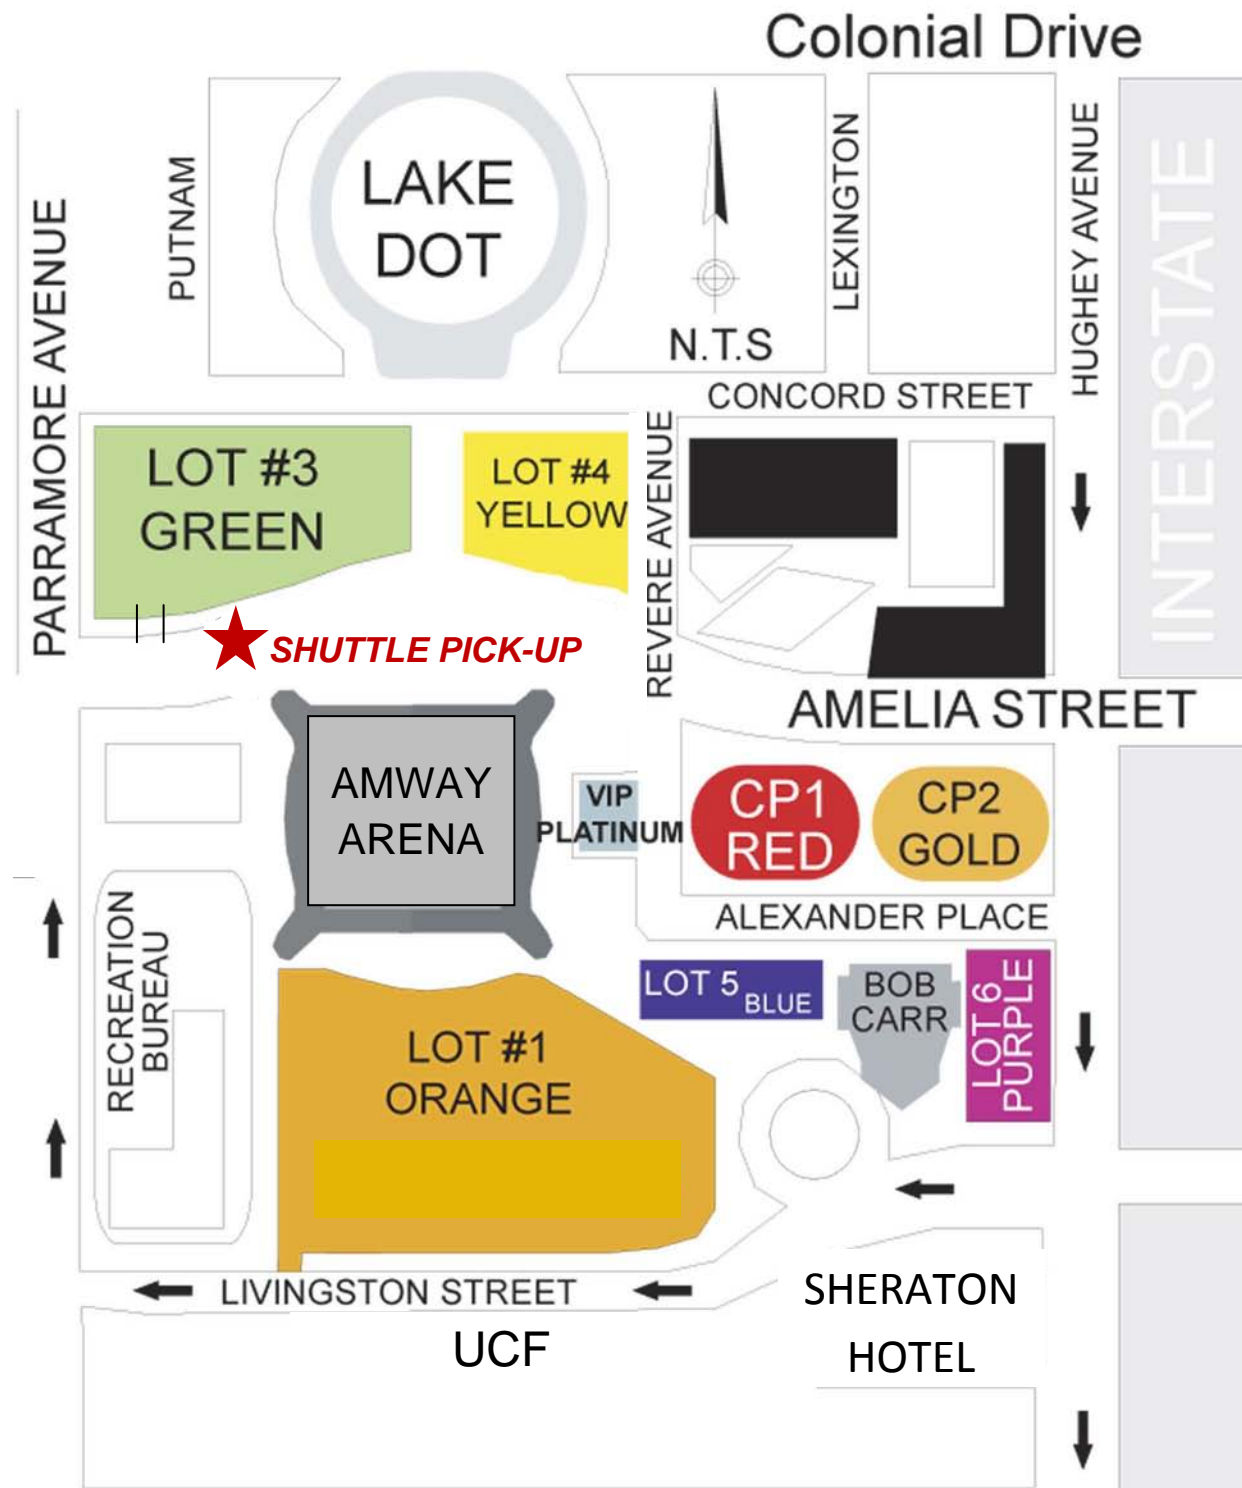 Colonial Drive
PARRAMORE AVENUE
PUTNAM
LAKE
DOT
N.T.S
LEXINGTON
HUGHEY AVENUE
INTERSTATE
CONCORD STREET
LOT #3
GREEN
LOT #4
YELLOW
REVERE AVENUE
SHUTTLE PICK-UP
AMELIA STREET
AMWAY
ARENA
VIP
PLATINUM
CP1
RED
CP2
GOLD
ALEXANDER PLACE
RECREATION
BUREAU
LOT 5 BLUE
BOB
CARR
LOT 6
PURPLE
LOT #1
ORANGE
LIVINGSTON STREET
SHERATON
HOTEL
UCF